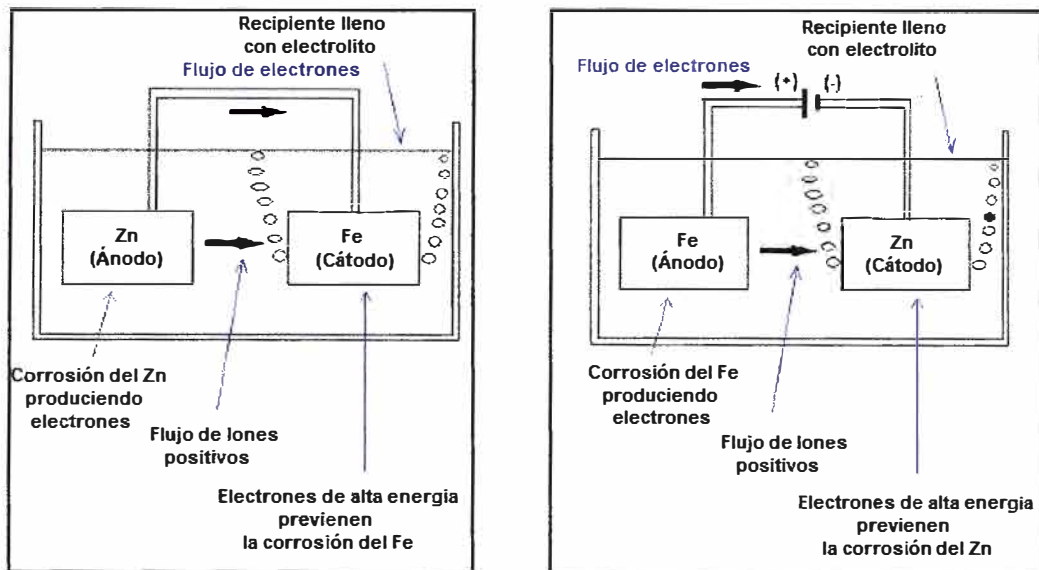 Recipiente lleno
con electrolito
Flujo de electrones
Zn
(Ánodo)
Fe
(Cátodo)
Corrosión del Zn
produciendo
electrones
Flujo de iones
positivos
Electrones de alta energía
previenen
la corrosión del Fe
Recipiente lleno
con electrolito
Flujo de electrones
(+)
(-)
Fe
(Ánodo)
Zn
(Cátodo)
Corrosión del Fe
produciendo
electrones
Flujo de iones
positivos
Electrones de alta energía
previenen
la corrosión del Zn